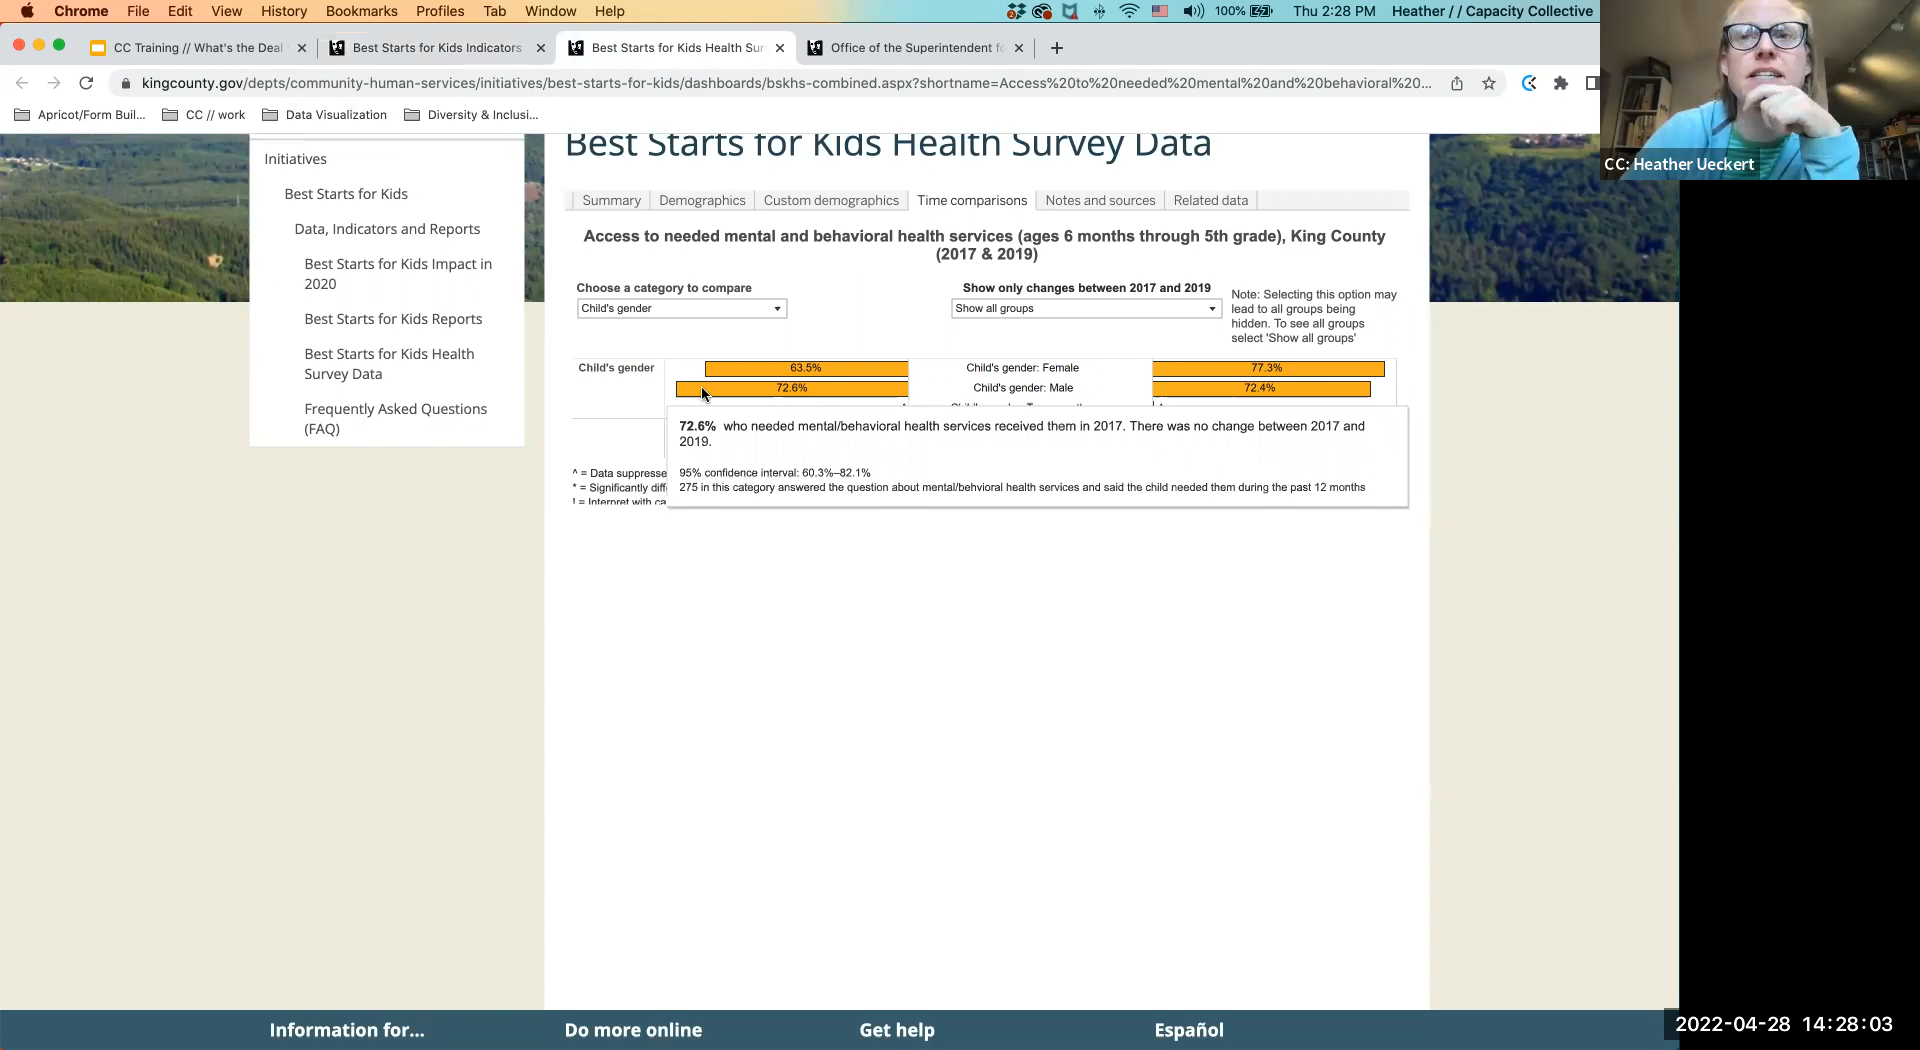 Chrome File Edit View History Bookmarks Profiles Tab Window Help 100% Thu 2:28 PM Heather / / Capacity Collective
CC Training // What's the Deal
Best Starts for Kids Indicators
Best Starts for Kids Health Sur
Office of the Superintendent fo
kingcounty.gov/depts/community-human-services/initiatives/best-starts-for-kids/dashboards/bskhs-combined.aspx?shortname=Access%20to%20needed%20mental%20and%20behavioral%20...
Apricot/Form Buil... CC // work Data Visualization Diversity & Inclusi...
CC: Heather Ueckert
Initiatives
Best Starts for Kids
Data, Indicators and Reports
Best Starts for Kids Impact in
2020
Best Starts for Kids Reports
Best Starts for Kids Health
Survey Data
Frequently Asked Questions
(FAQ)
Best Starts for Kids Health Survey Data
Summary Demographics Custom demographics Time comparisons Notes and sources Related data
Access to needed mental and behavioral health services (ages 6 months through 5th grade), King County
(2017 & 2019)
Choose a category to compare
Child's gender
Show only changes between 2017 and 2019
Show all groups
Note: Selecting this option may
lead to all groups being
hidden. To see all groups
select 'Show all groups'
Child's gender 63.5% Child's gender: Female 77.3%
72.6% Child's gender: Male 72.4%
72.6% who needed mental/behavioral health services received them in 2017. There was no change between 2017 and
2019.
95% confidence interval: 60.3%–82.1%
275 in this category answered the question about mental/behvioral health services and said the child needed them during the past 12 months
^ = Data suppresse
* = Significantly diff
! = Interpret with ca
Information for... Do more online Get help Español
2022-04-28 14:28:03